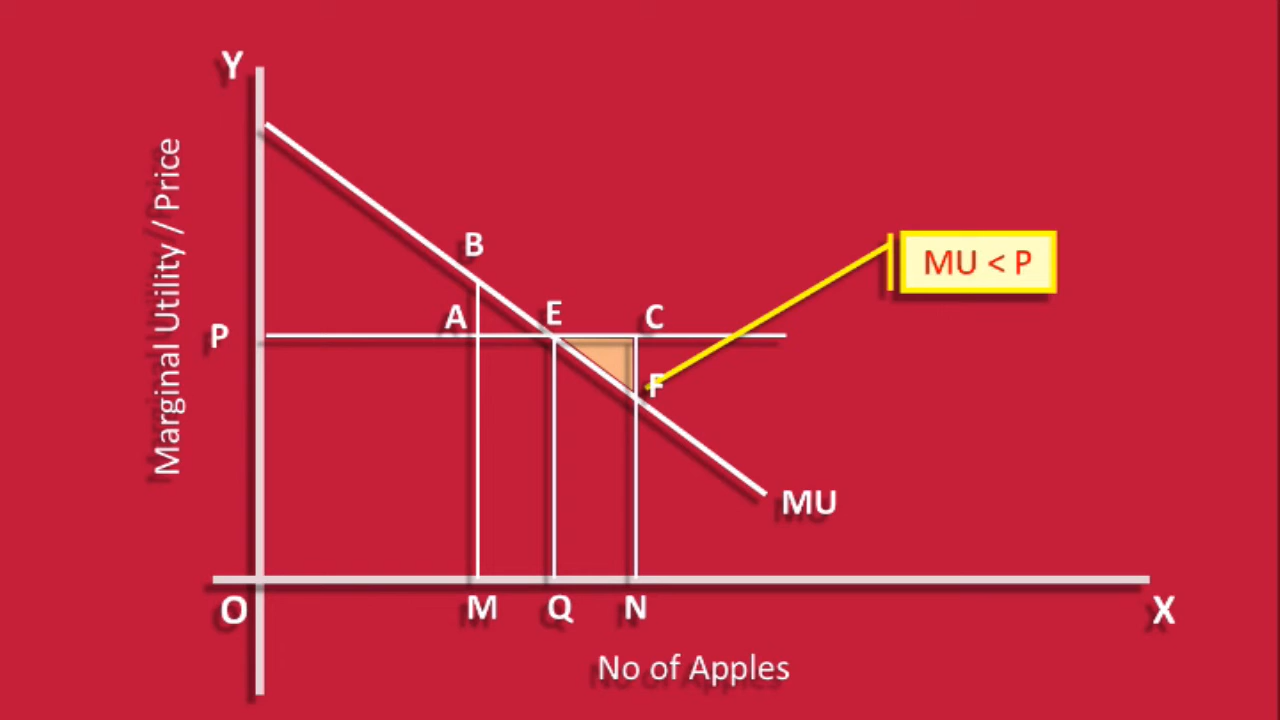 Y
Marginal Utility / Price
B
MU < P
A
E
C
P
F
MU
O
M
Q
N
X
No of Apples